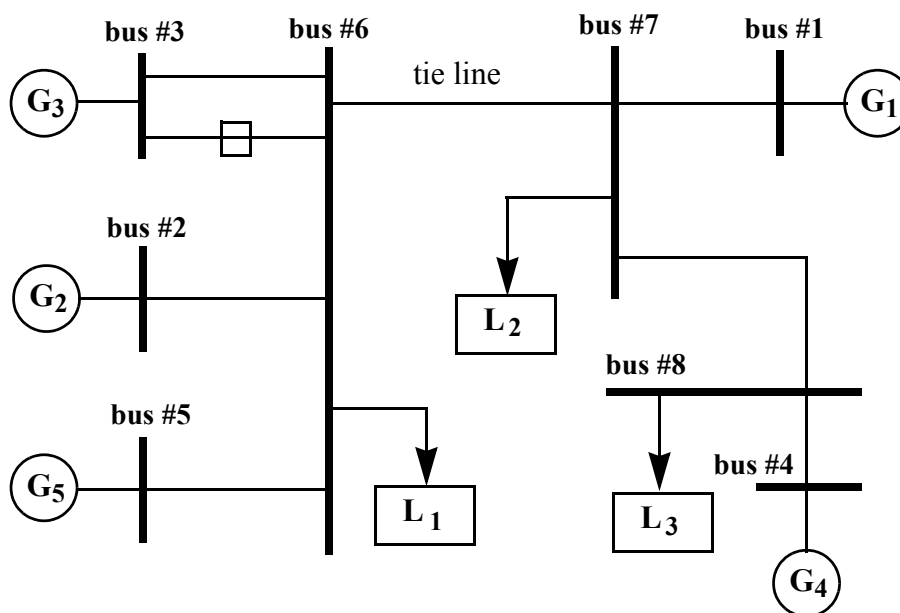 bus #3
bus #6
bus #7
bus #1
tie line
G3
G1
bus #2
G2
L2
bus #8
bus #5
bus #4
G5
L1
L3
G4